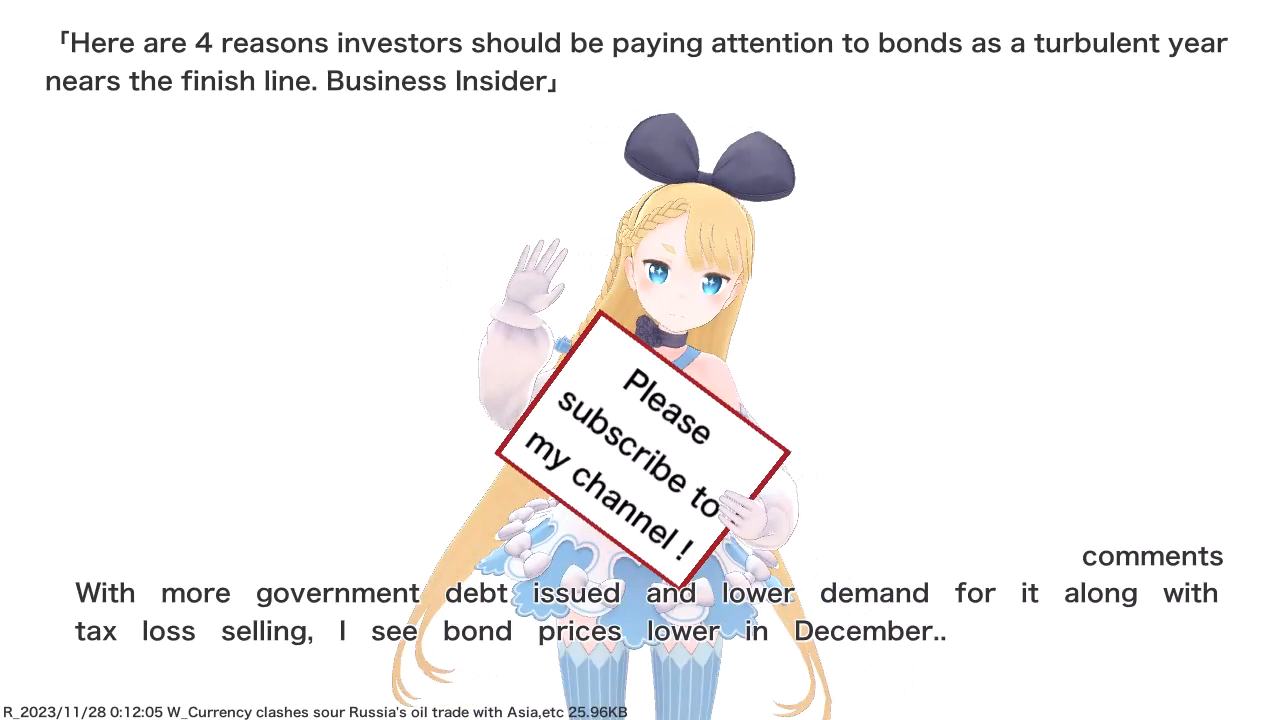 「Here are 4 reasons investors should be paying attention to bonds as a turbulent year
nears the finish line. Business Insider」
Please
subscribe to
my channel !
comments
With more government debt issued and lower demand for it along with
tax loss selling, I see bond prices lower in December..
R_2023/11/28 0:12:05 W_Currency clashes sour Russia's oil trade with Asia,etc 25.96KB